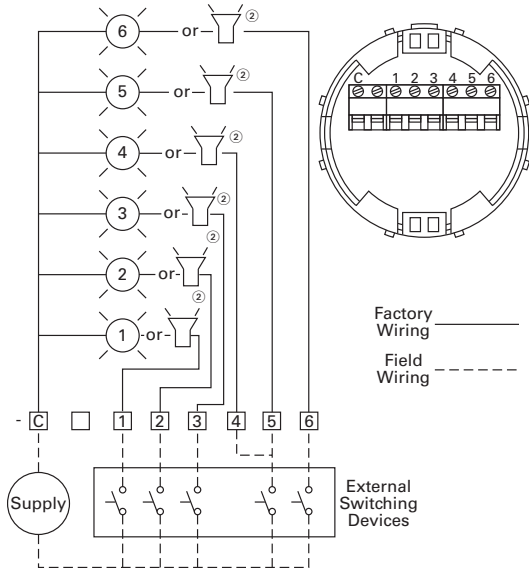 6 or ②
5 or ②
4 or ②
3 or ②
2 or ②
1 or ②
C 1 2 3 4 5 6
Factory
Wiring
Field
Wiring
- C 1 2 3 4 5 6
Supply
External
Switching
Devices